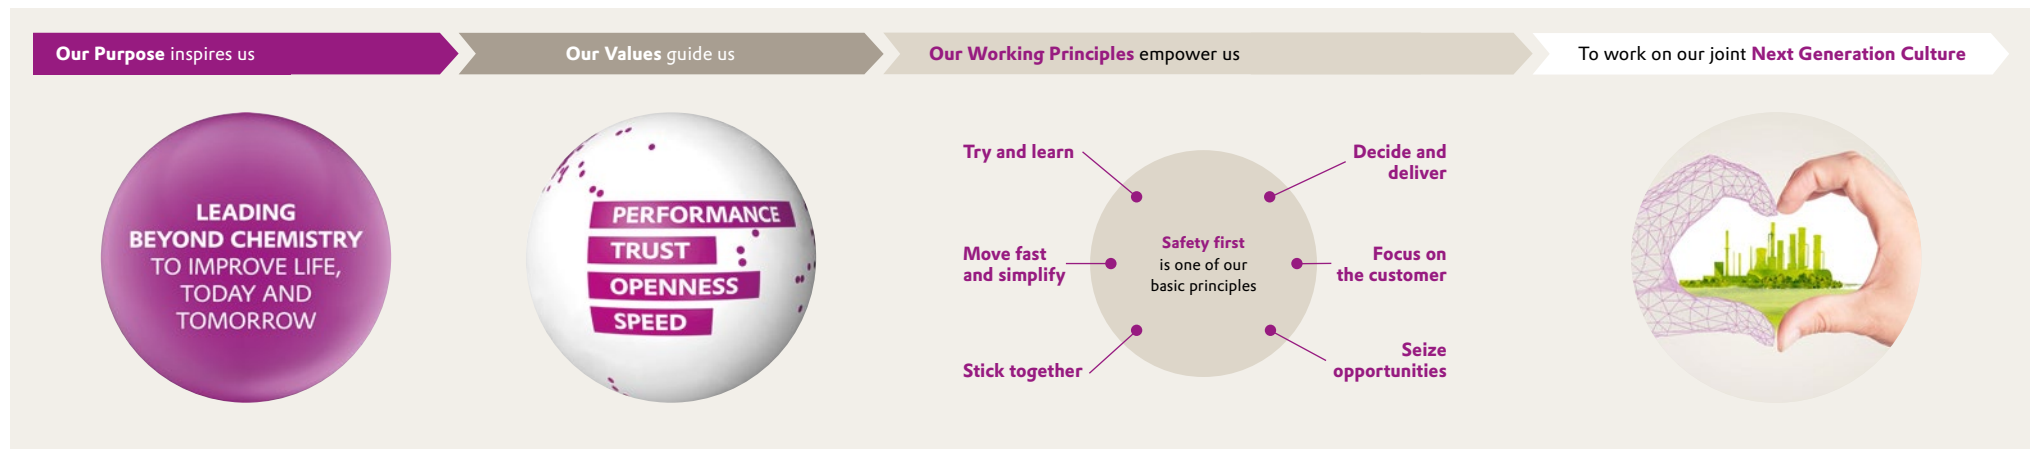 Our Purpose inspires us
Our Values guide us
Our Working Principles empower us
To work on our joint Next Generation Culture
LEADING
BEYOND CHEMISTRY
TO IMPROVE LIFE,
TODAY AND
TOMORROW
PERFORMANCE
TRUST
OPENNESS
SPEED
Try and learn
Move fast
and simplify
Stick together
Safety first
is one of our
basic principles
Decide and
deliver
Focus on
the customer
Seize
opportunities